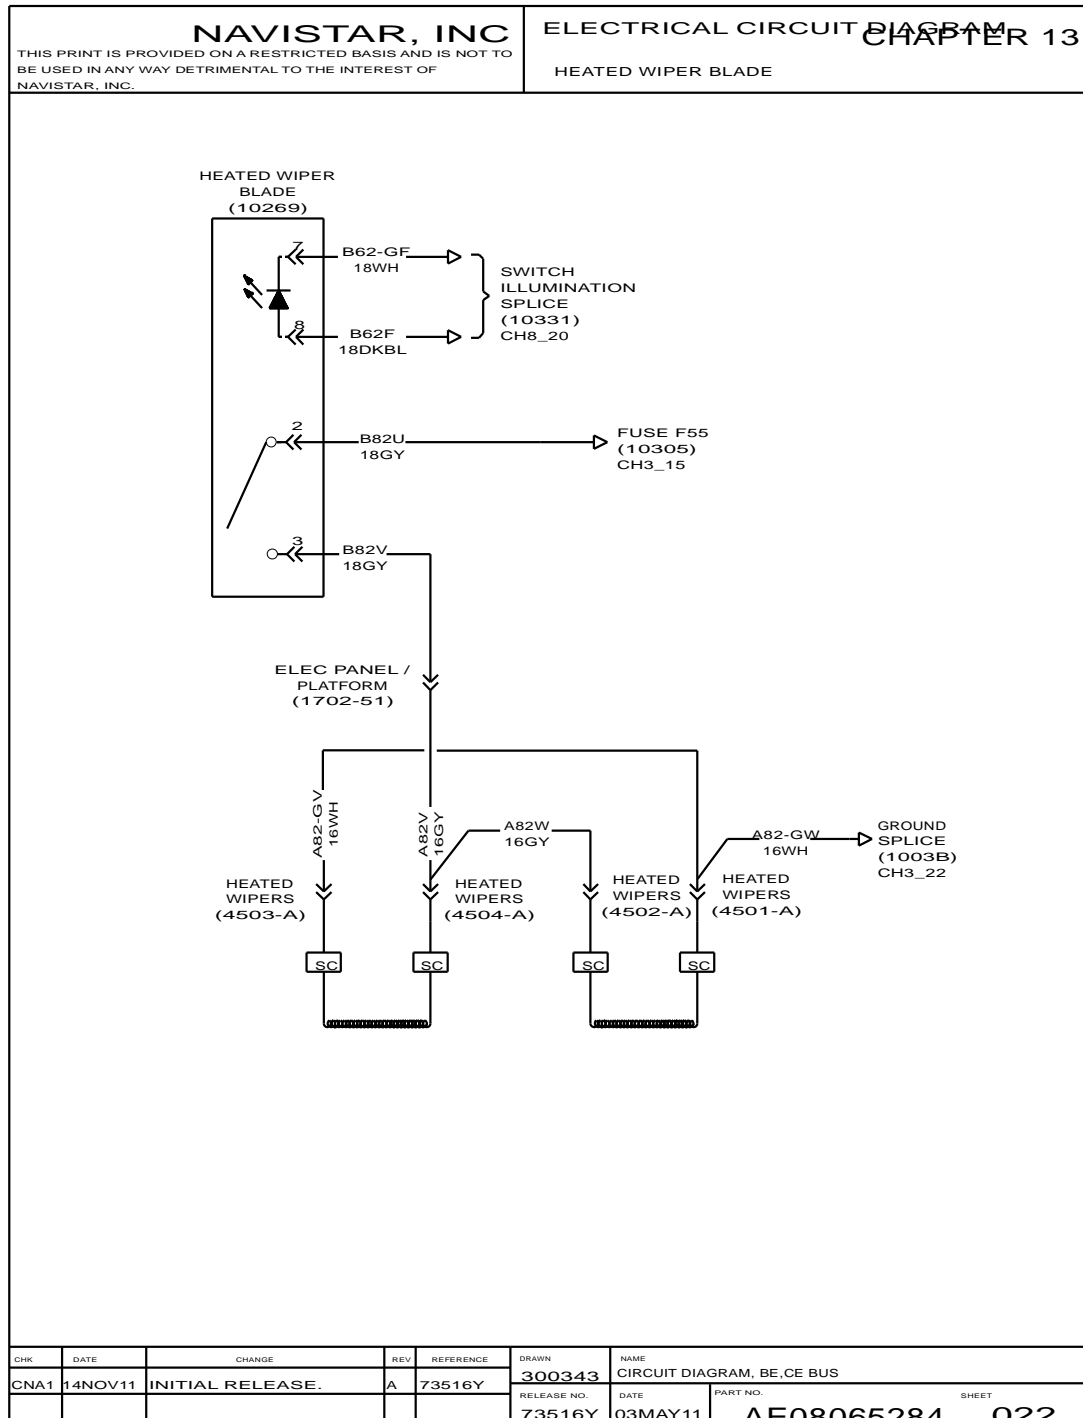 NAVISTAR, INC
THIS PRINT IS PROVIDED ON A RESTRICTED BASIS AND IS NOT TO
BE USED IN ANY WAY DETRIMENTAL TO THE INTEREST OF
NAVISTAR, INC.
ELECTRICAL CIRCUIT DIAGRAM
CHAPTER 13
HEATED WIPER BLADE
HEATED WIPER
BLADE
(10269)
7
B62-GF
18WH
8
B62F
18DKBL
SWITCH
ILLUMINATION
SPLICE
(10331)
CH8_20
2
B82U
18GY
FUSE F55
(10305)
CH3_15
3
B82V
18GY
ELEC PANEL /
PLATFORM
(1702-51)
A82-GV
16WH
A82V
16GY
A82W
16GY
A82-GW
16WH
GROUND
SPLICE
(1003B)
CH3_22
HEATED
WIPERS
(4503-A)
HEATED
WIPERS
(4504-A)
HEATED
WIPERS
(4502-A)
HEATED
WIPERS
(4501-A)
SC
SC
SC
SC
CHK DATE CHANGE REV REFERENCE
CNA1 14NOV11 INITIAL RELEASE. A 73516Y
DRAWN
300343
NAME
CIRCUIT DIAGRAM, BE,CE BUS
RELEASE NO.
73516Y
DATE
03MAY11
PART NO.
AE08065284
SHEET
022